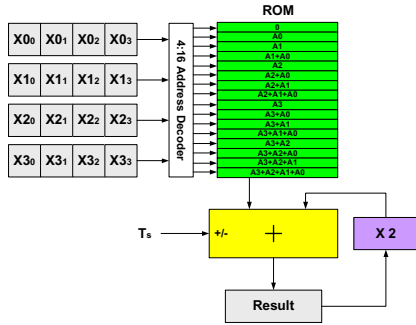 ROM
X0₀ X0₁ X0₂ X0₃
X1₀ X1₁ X1₂ X1₃
X2₀ X2₁ X2₂ X2₃
X3₀ X3₁ X3₂ X3₃
4:16 Address Decoder
0
A0
A1
A1+A0
A2
A2+A0
A2+A1
A2+A1+A0
A3
A3+A0
A3+A1
A3+A1+A0
A3+A2
A3+A2+A0
A3+A2+A1
A3+A2+A1+A0
Tₛ
+/-
+
X 2
Result